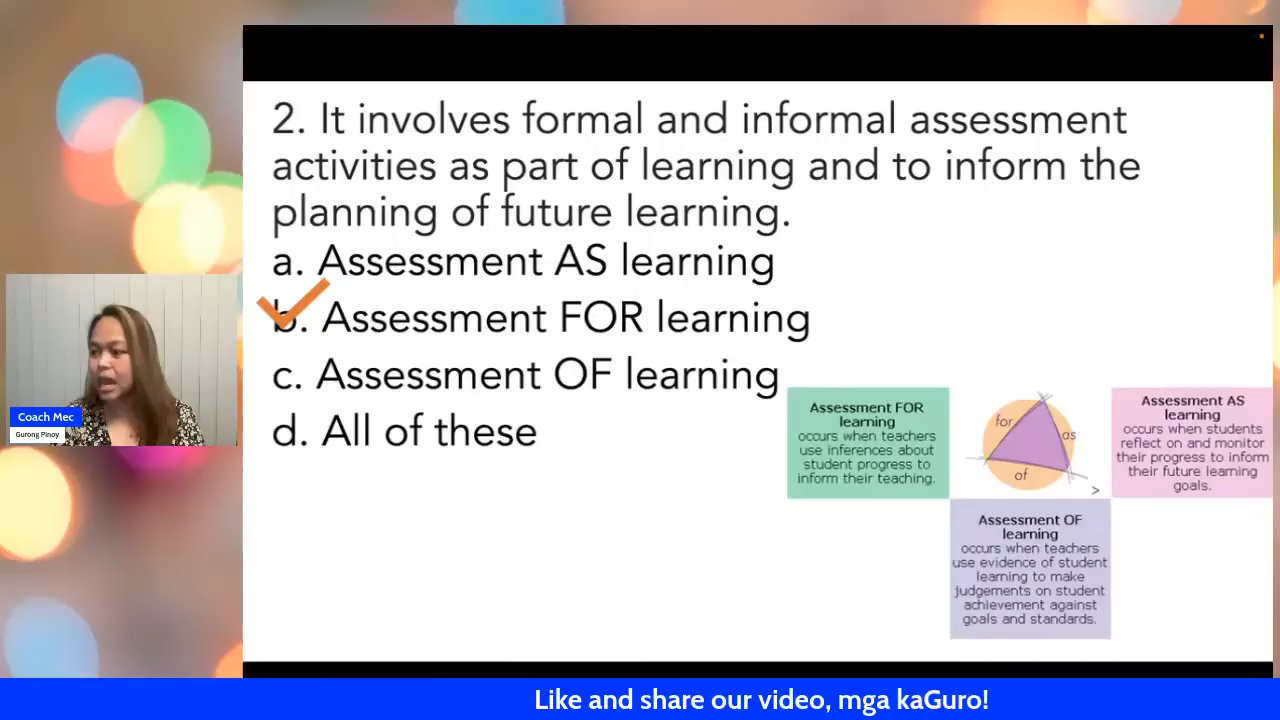 2. It involves formal and informal assessment
activities as part of learning and to inform the
planning of future learning.
a. Assessment AS learning
b. Assessment FOR learning
c. Assessment OF learning
d. All of these
Assessment FOR
learning
occurs when teachers
use inferences about
student progress to
inform their teaching.
for
as
of
>
Assessment AS
learning
occurs when students
reflect on and monitor
their progress to inform
their future learning
goals.
Assessment OF
learning
occurs when teachers
use evidence of student
learning to make
judgements on student
achievement against
goals and standards.
Coach Mec
Gurong Pinoy
Like and share our video, mga kaGuro!